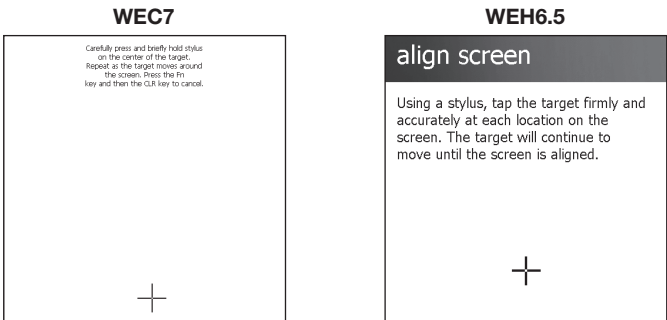 WEC7
Carefully press and briefly hold stylus
on the center of the target.
Repeat as the target moves around
the screen. Press the Fn
key and then the CLR key to cancel.
WEH6.5
align screen
Using a stylus, tap the target firmly and
accurately at each location on the
screen. The target will continue to
move until the screen is aligned.